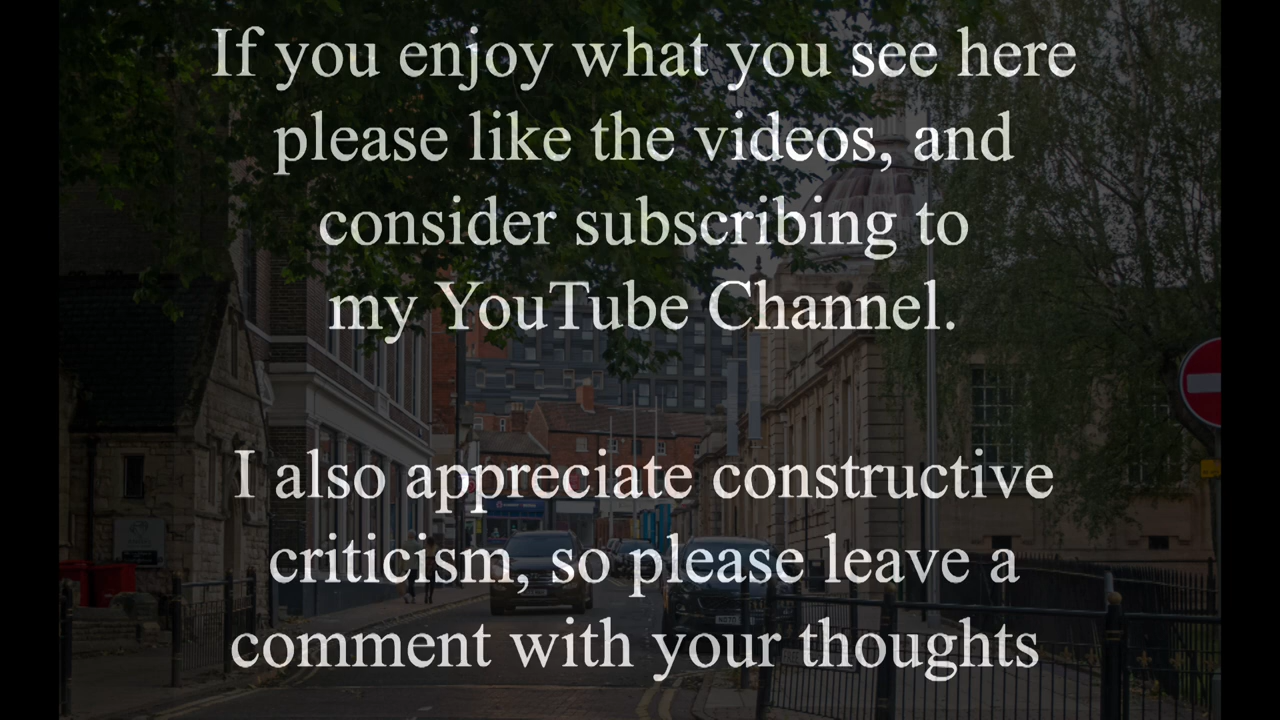 If you enjoy what you see here
please like the videos, and
consider subscribing to
my YouTube Channel.
I also appreciate constructive
criticism, so please leave a
comment with your thoughts